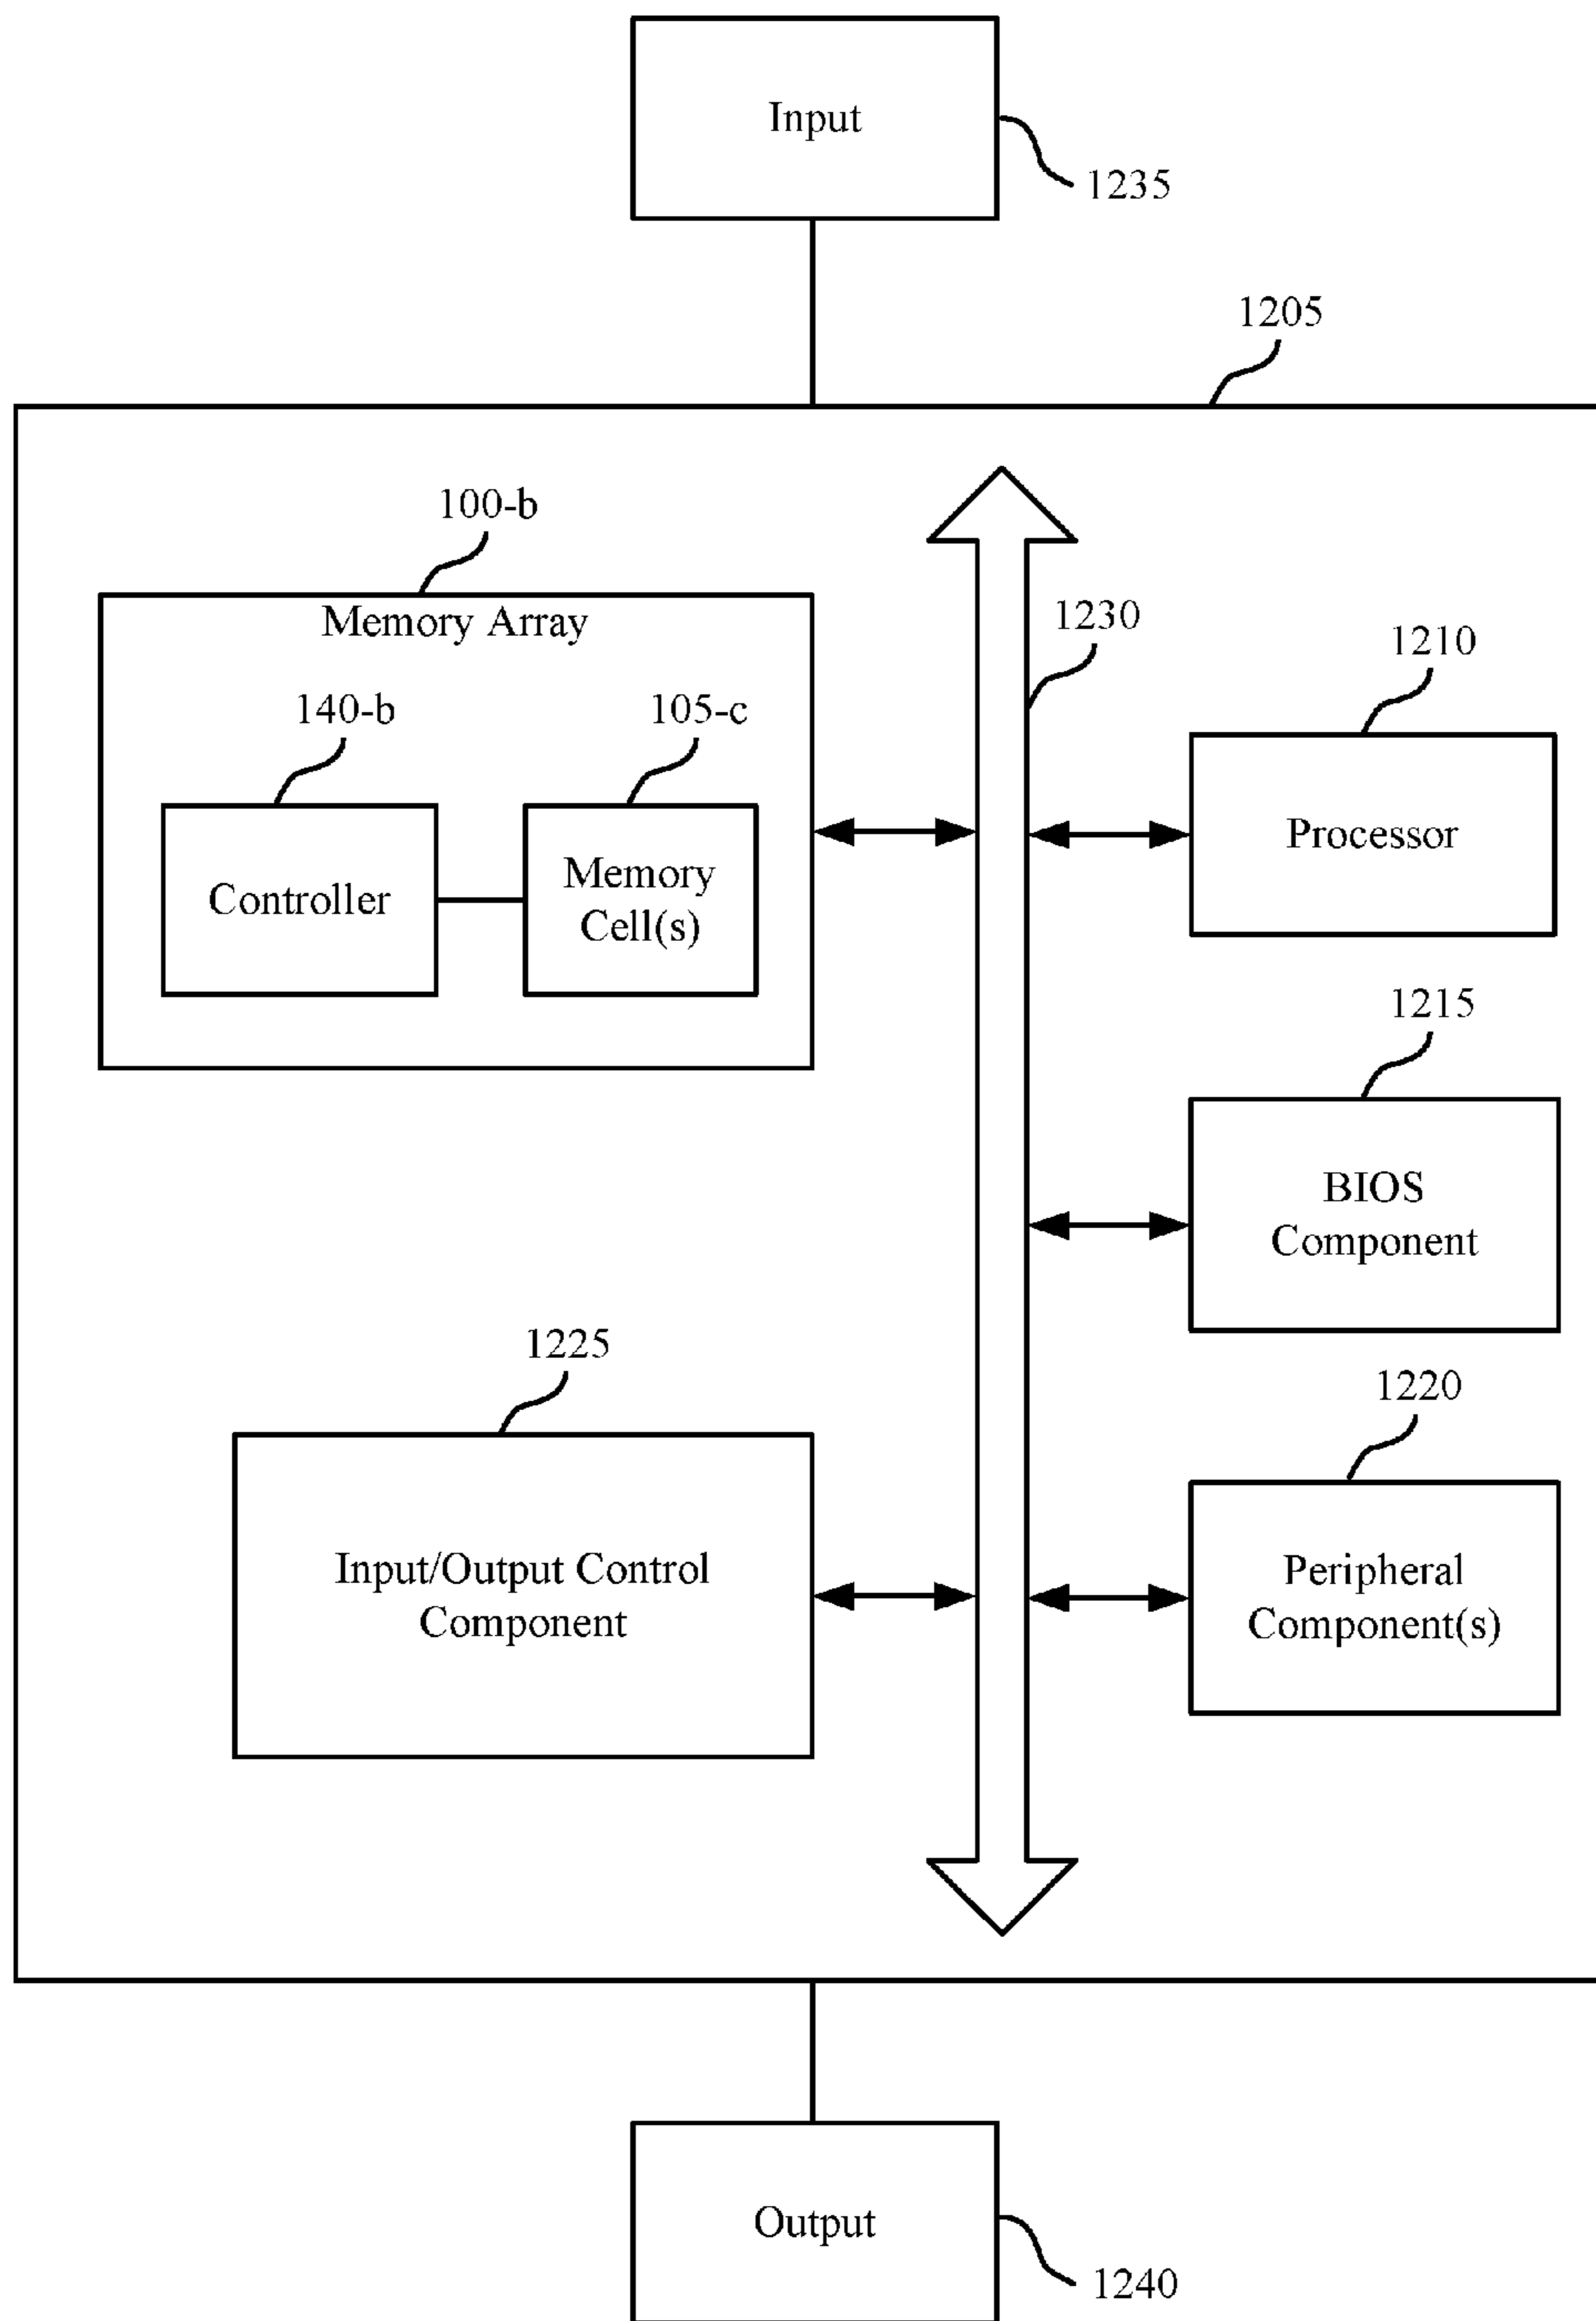 Input
1235
1205
100-b
Memory Array
1230
1210
140-b
105-c
Controller
Memory
Cell(s)
Processor
1215
BIOS
Component
1225
1220
Input/Output Control
Component
Peripheral
Component(s)
Output
1240